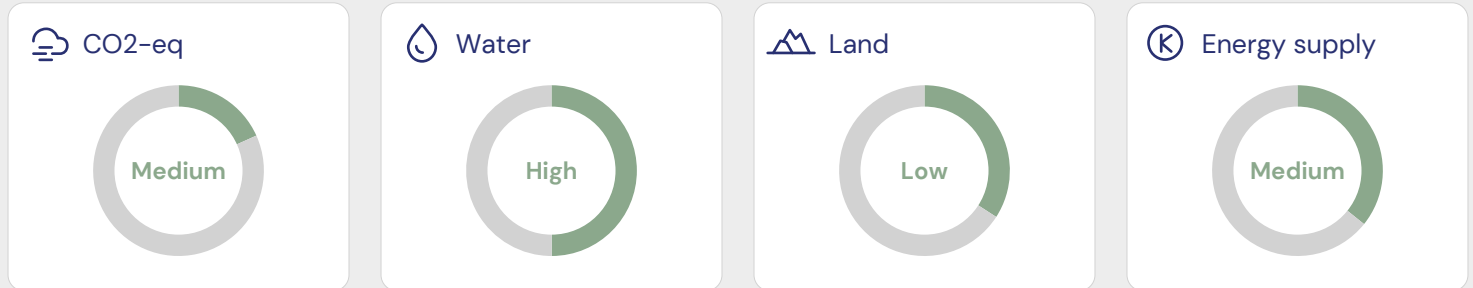 CO2-eq
Medium
Water
High
Land
Low
Energy supply
Medium